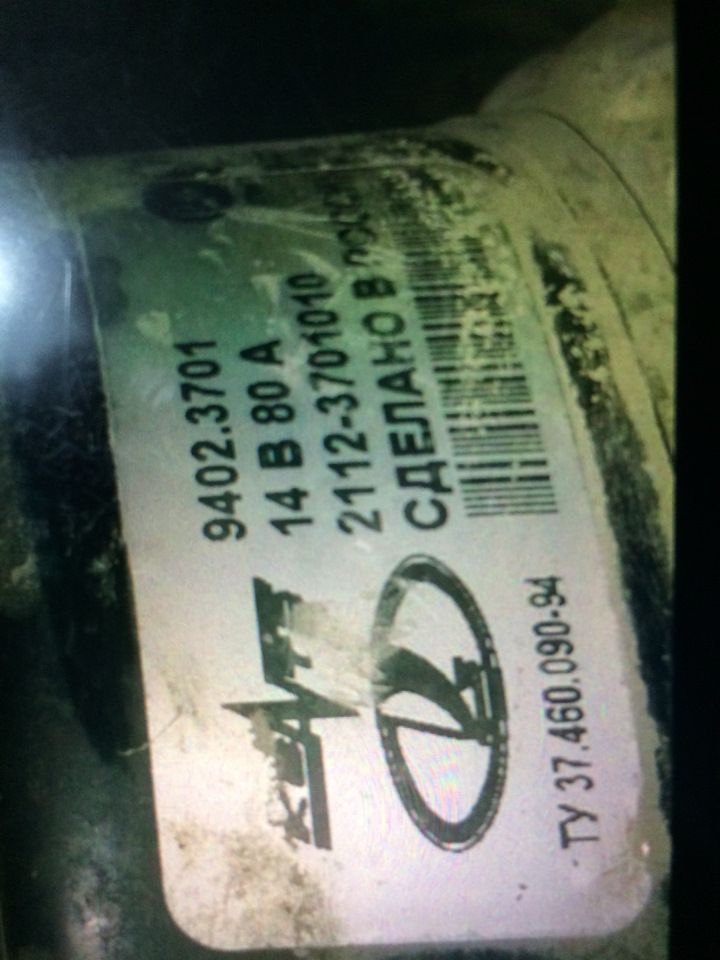 9402.3701
14 В 80 А
2112-3701010
СДЕЛАНО В
ТУ 37.460.090-94